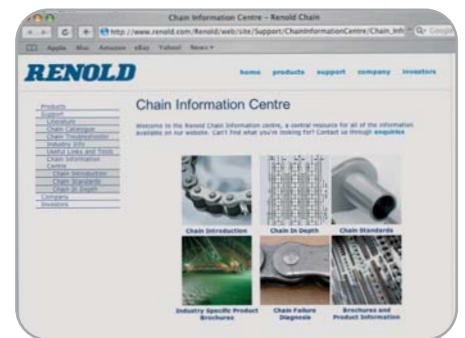 Chain Information Centre – Renold Chain
http://www.renold.com/Renold/web/site/Support/ChainInformationCentre/Chain_Inf
Google
Apple Mac Amazon eBay Yahoo! News
RENOLD
home products support company investors
Products
Support
Literature
Chain Catalogue
Chain Troubleshooter
Industry Info
Useful Links and Tools
Chain Information
Centre
Chain Introduction
Chain Standards
Chain In Depth
Company
Investors
Chain Information Centre
Welcome to the Renold Chain Information centre, a central resource for all of the information
available on our website. Can't find what you're looking for? Contact us through enquiries
Chain Introduction
Chain In Depth
Chain Standards
Industry Specific Product
Brochures
Chain Failure
Diagnosis
Brochures and
Product Information